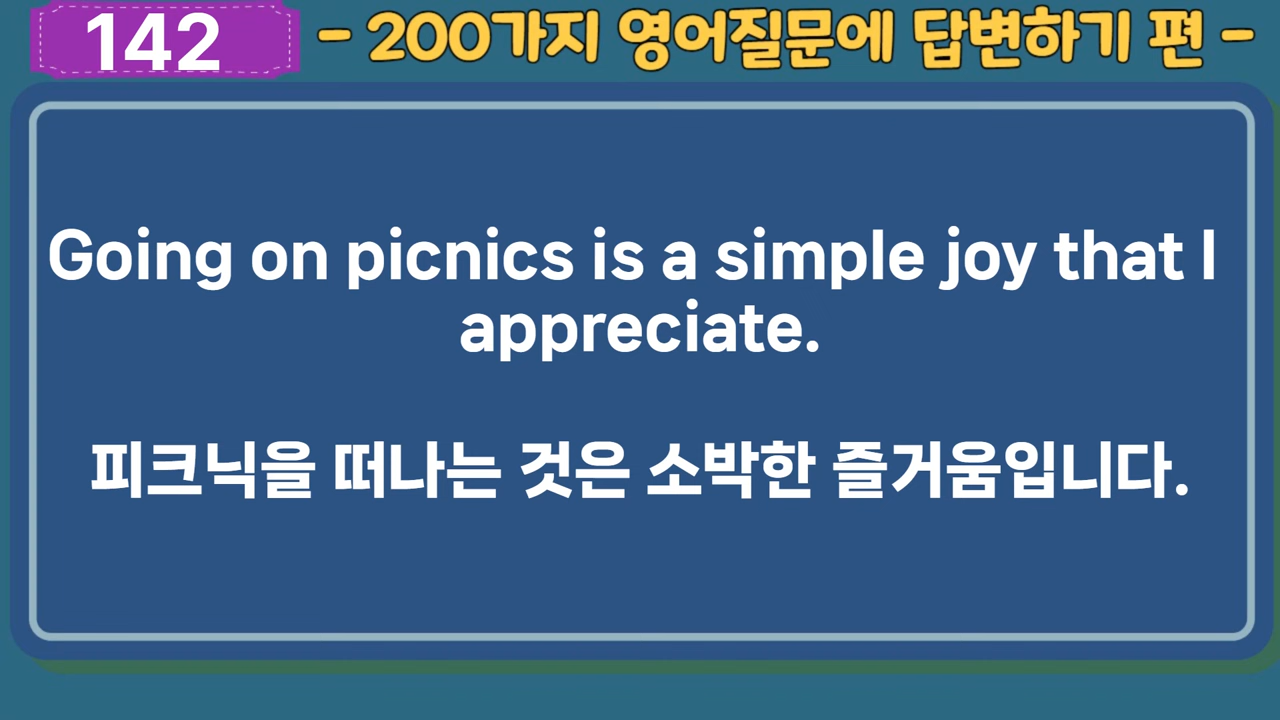 142
- 200가지 영어질문에 답변하기 편 -
Going on picnics is a simple joy that I
appreciate.
피크닉을 떠나는 것은 소박한 즐거움입니다.